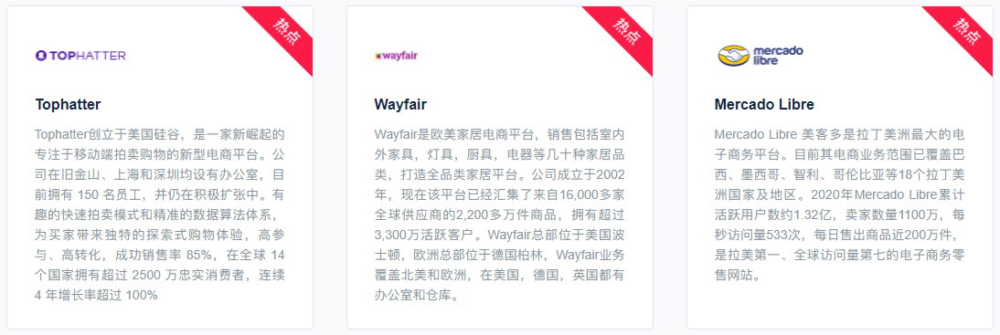 热点
TOPHATTER
Tophatter
Tophatter创立于美国硅谷，是一家新崛起的
专注于移动端拍卖购物的新型电商平台。公
司在旧金山、上海和深圳均设有办公室，目
前拥有 150 名员工，并仍在积极扩张中。有
趣的快速拍卖模式和精准的数据算法体系，
为买家带来独特的探索式购物体验，高参
与、高转化，成功销售率 85%，在全球 14
个国家拥有超过 2500 万忠实消费者，连续
4 年增长率超过 100%
热点
wayfair
Wayfair
Wayfair是欧美家居电商平台，销售包括室内
外家具，灯具，厨具，电器等几十种家居品
类，打造全品类家居平台。公司成立于2002
年，现在该平台已经汇集了来自16,000多家
全球供应商的2,200多万件商品，拥有超过
3,300万活跃客户。Wayfair总部位于美国波
士顿，欧洲总部位于德国柏林，Wayfair业务
覆盖北美和欧洲，在美国，德国，英国都有
办公室和仓库。
热点
mercado
libre
Mercado Libre
Mercado Libre 美客多是拉丁美洲最大的电
子商务平台。目前其电商业务范围已覆盖巴
西、墨西哥、智利、哥伦比亚等18个拉丁美
洲国家及地区。2020年Mercado Libre累计
活跃用户数约1.32亿，卖家数量1100万，每
秒访问量533次，每日售出商品近200万件，
是拉美第一、全球访问量第七的电子商务零
售网站。